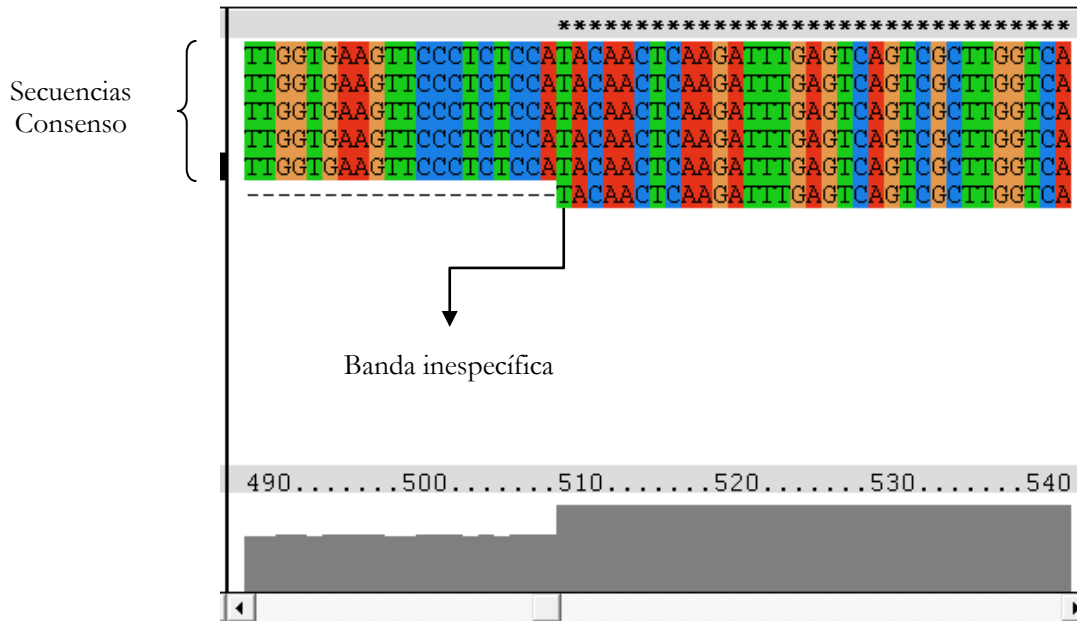 *********************************
Secuencias
Consenso
TTGGTGAAGTTCCCTCTCCATACAACTCAAGATTTGAGTCAGTCGCTTGGTCA
TTGGTGAAGTTCCCTCTCCATACAACTCAAGATTTGAGTCAGTCGCTTGGTCA
TTGGTGAAGTTCCCTCTCCATACAACTCAAGATTTGAGTCAGTCGCTTGGTCA
TTGGTGAAGTTCCCTCTCCATACAACTCAAGATTTGAGTCAGTCGCTTGGTCA
TTGGTGAAGTTCCCTCTCCATACAACTCAAGATTTGAGTCAGTCGCTTGGTCA
--------------------TACAACTCAAGATTTGAGTCAGTCGCTTGGTCA
Banda inespecífica
490.......500.......510.......520.......530.......540